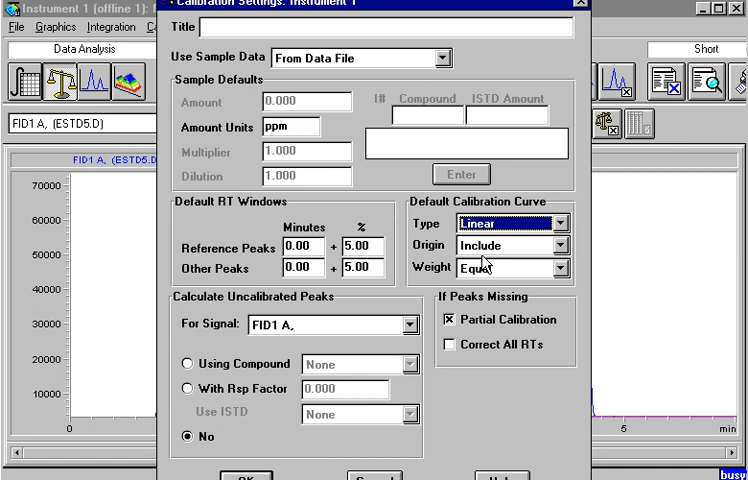 Instrument 1 (offline 1):
Calibration Settings: Instrument 1
File Graphics Integration
Title
Data Analysis
Short
Use Sample Data From Data File
Sample Defaults
Amount 0.000
I# Compound ISTD Amount
Amount Units ppm
FID1 A, (ESTD5.D)
Multiplier 1.000
FID1 A, (ESTD5.D
Dilution 1.000
Enter
70000
Default RT Windows
Default Calibration Curve
Minutes %
Type Linear
60000
Reference Peaks 0.00 + 5.00
Origin Include
50000
Other Peaks 0.00 + 5.00
Weight Equal
40000
Calculate Uncalibrated Peaks
If Peaks Missing
For Signal: FID1 A,
Partial Calibration
30000
Correct All RTs
20000
Using Compound None
With Rsp Factor 0.000
10000
Use ISTD None
0
5
min
No
busy